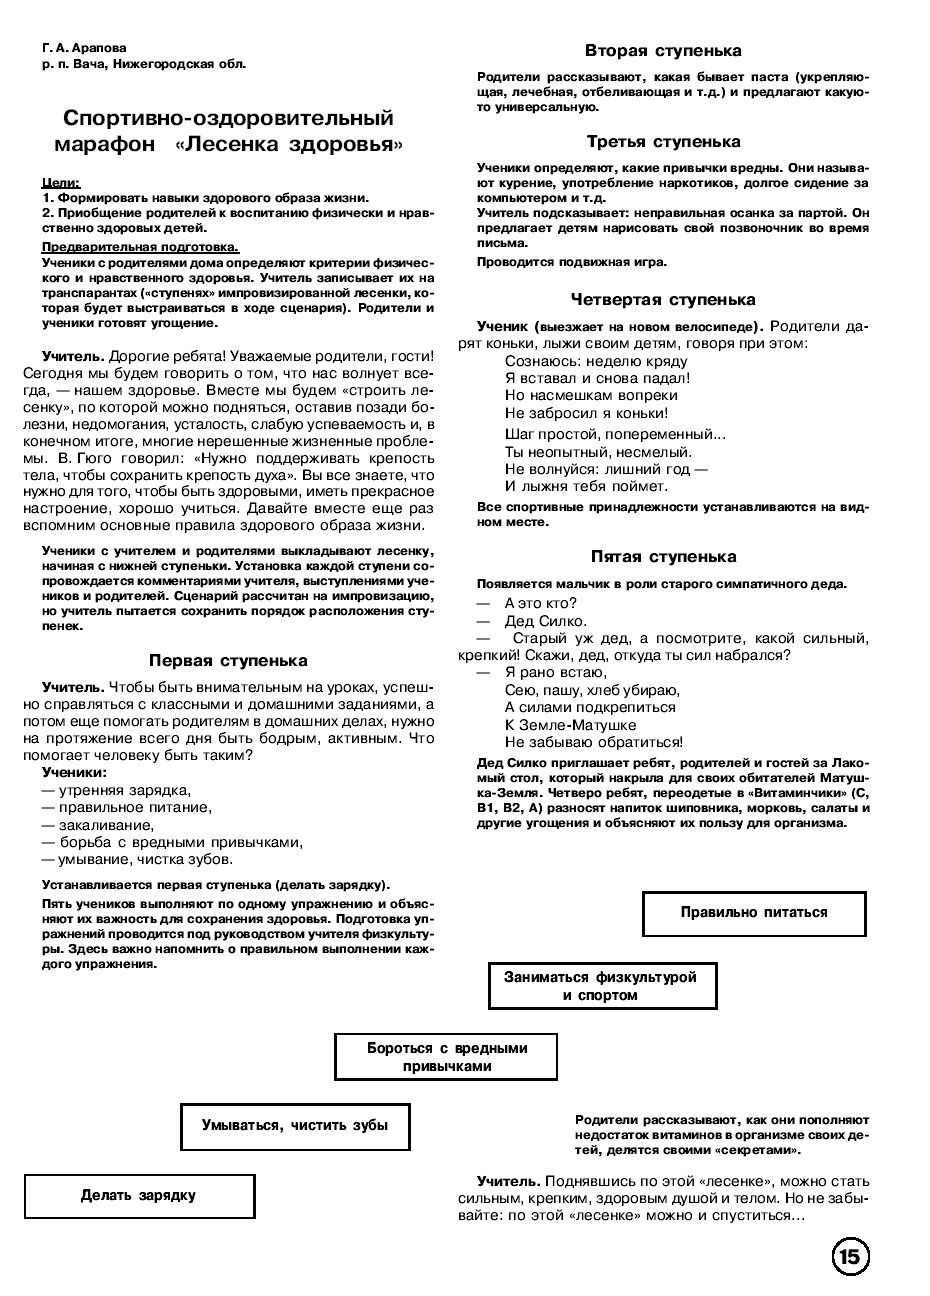 Г. А. Арапова
р. п. Вача, Нижегородская обл.
Спортивно-оздоровительный
марафон «Лесенка здоровья»
Цели:
1. Формировать навыки здорового образа жизни.
2. Приобщение родителей к воспитанию физически и нрав-
ственно здоровых детей.
Предварительная подготовка.
Ученики с родителями дома определяют критерии физичес-
кого и нравственного здоровья. Учитель записывает их на
транспарантах («ступенях» импровизированной лесенки, ко-
торая будет выстраиваться в ходе сценария). Родители и
ученики готовят угощение.
Учитель. Дорогие ребята! Уважаемые родители, гости!
Сегодня мы будем говорить о том, что нас волнует все-
гда, — нашем здоровье. Вместе мы будем «строить ле-
сенку», по которой можно подняться, оставив позади бо-
лезни, недомогания, усталость, слабую успеваемость и, в
конечном итоге, многие нерешенные жизненные пробле-
мы. В. Гюго говорил: «Нужно поддерживать крепость
тела, чтобы сохранить крепость духа». Вы все знаете, что
нужно для того, чтобы быть здоровыми, иметь прекрасное
настроение, хорошо учиться. Давайте вместе еще раз
вспомним основные правила здорового образа жизни.
Ученики с учителем и родителями выкладывают лесенку,
начиная с нижней ступеньки. Установка каждой ступени со-
провождается комментариями учителя, выступлениями уче-
ников и родителей. Сценарий рассчитан на импровизацию,
но учитель пытается сохранить порядок расположения сту-
пенек.
Первая ступенька
Учитель. Чтобы быть внимательным на уроках, успеш-
но справляться с классными и домашними заданиями, а
потом еще помогать родителям в домашних делах, нужно
на протяжение всего дня быть бодрым, активным. Что
помогает человеку быть таким?
Ученики:
— утренняя зарядка,
— правильное питание,
— закаливание,
— борьба с вредными привычками,
— умывание, чистка зубов.
Устанавливается первая ступенька (делать зарядку).
Пять учеников выполняют по одному упражнению и объяс-
няют их важность для сохранения здоровья. Подготовка уп-
ражнений проводится под руководством учителя физкульту-
ры. Здесь важно напомнить о правильном выполнении каж-
дого упражнения.
Вторая ступенька
Родители рассказывают, какая бывает паста (укрепляю-
щая, лечебная, отбеливающая и т.д.) и предлагают какую-
то универсальную.
Третья ступенька
Ученики определяют, какие привычки вредны. Они называ-
ют курение, употребление наркотиков, долгое сидение за
компьютером и т.д.
Учитель подсказывает: неправильная осанка за партой. Он
предлагает детям нарисовать свой позвоночник во время
письма.
Проводится подвижная игра.
Четвертая ступенька
Ученик (выезжает на новом велосипеде). Родители да-
рят коньки, лыжи своим детям, говоря при этом:
Сознаюсь: неделю кряду
Я вставал и снова падал!
Но насмешкам вопреки
Не забросил я коньки!
Шаг простой, попеременный...
Ты неопытный, несмелый.
Не волнуйся: лишний год —
И лыжня тебя поймет.
Все спортивные принадлежности устанавливаются на вид-
ном месте.
Пятая ступенька
Появляется мальчик в роли старого симпатичного деда.
— А это кто?
— Дед Силко.
— Старый уж дед, а посмотрите, какой сильный,
крепкий! Скажи, дед, откуда ты сил набрался?
— Я рано встаю,
Сею, пашу, хлеб убираю,
А силами подкрепиться
К Земле-Матушке
Не забываю обратиться!
Дед Силко приглашает ребят, родителей и гостей за Лако-
мый стол, который накрыла для своих обитателей Матуш-
ка-Земля. Четверо ребят, переодетые в «Витаминчики» (С,
В1, В2, А) разносят напиток шиповника, морковь, салаты и
другие угощения и объясняют их пользу для организма.
Правильно питаться
Заниматься физкультурой
и спортом
Бороться с вредными
привычками
Умываться, чистить зубы
Делать зарядку
Родители рассказывают, как они пополняют
недостаток витаминов в организме своих де-
тей, делятся своими «секретами».
Учитель. Поднявшись по этой «лесенке», можно стать
сильным, крепким, здоровым душой и телом. Но не забы-
вайте: по этой «лесенке» можно и спуститься...
15